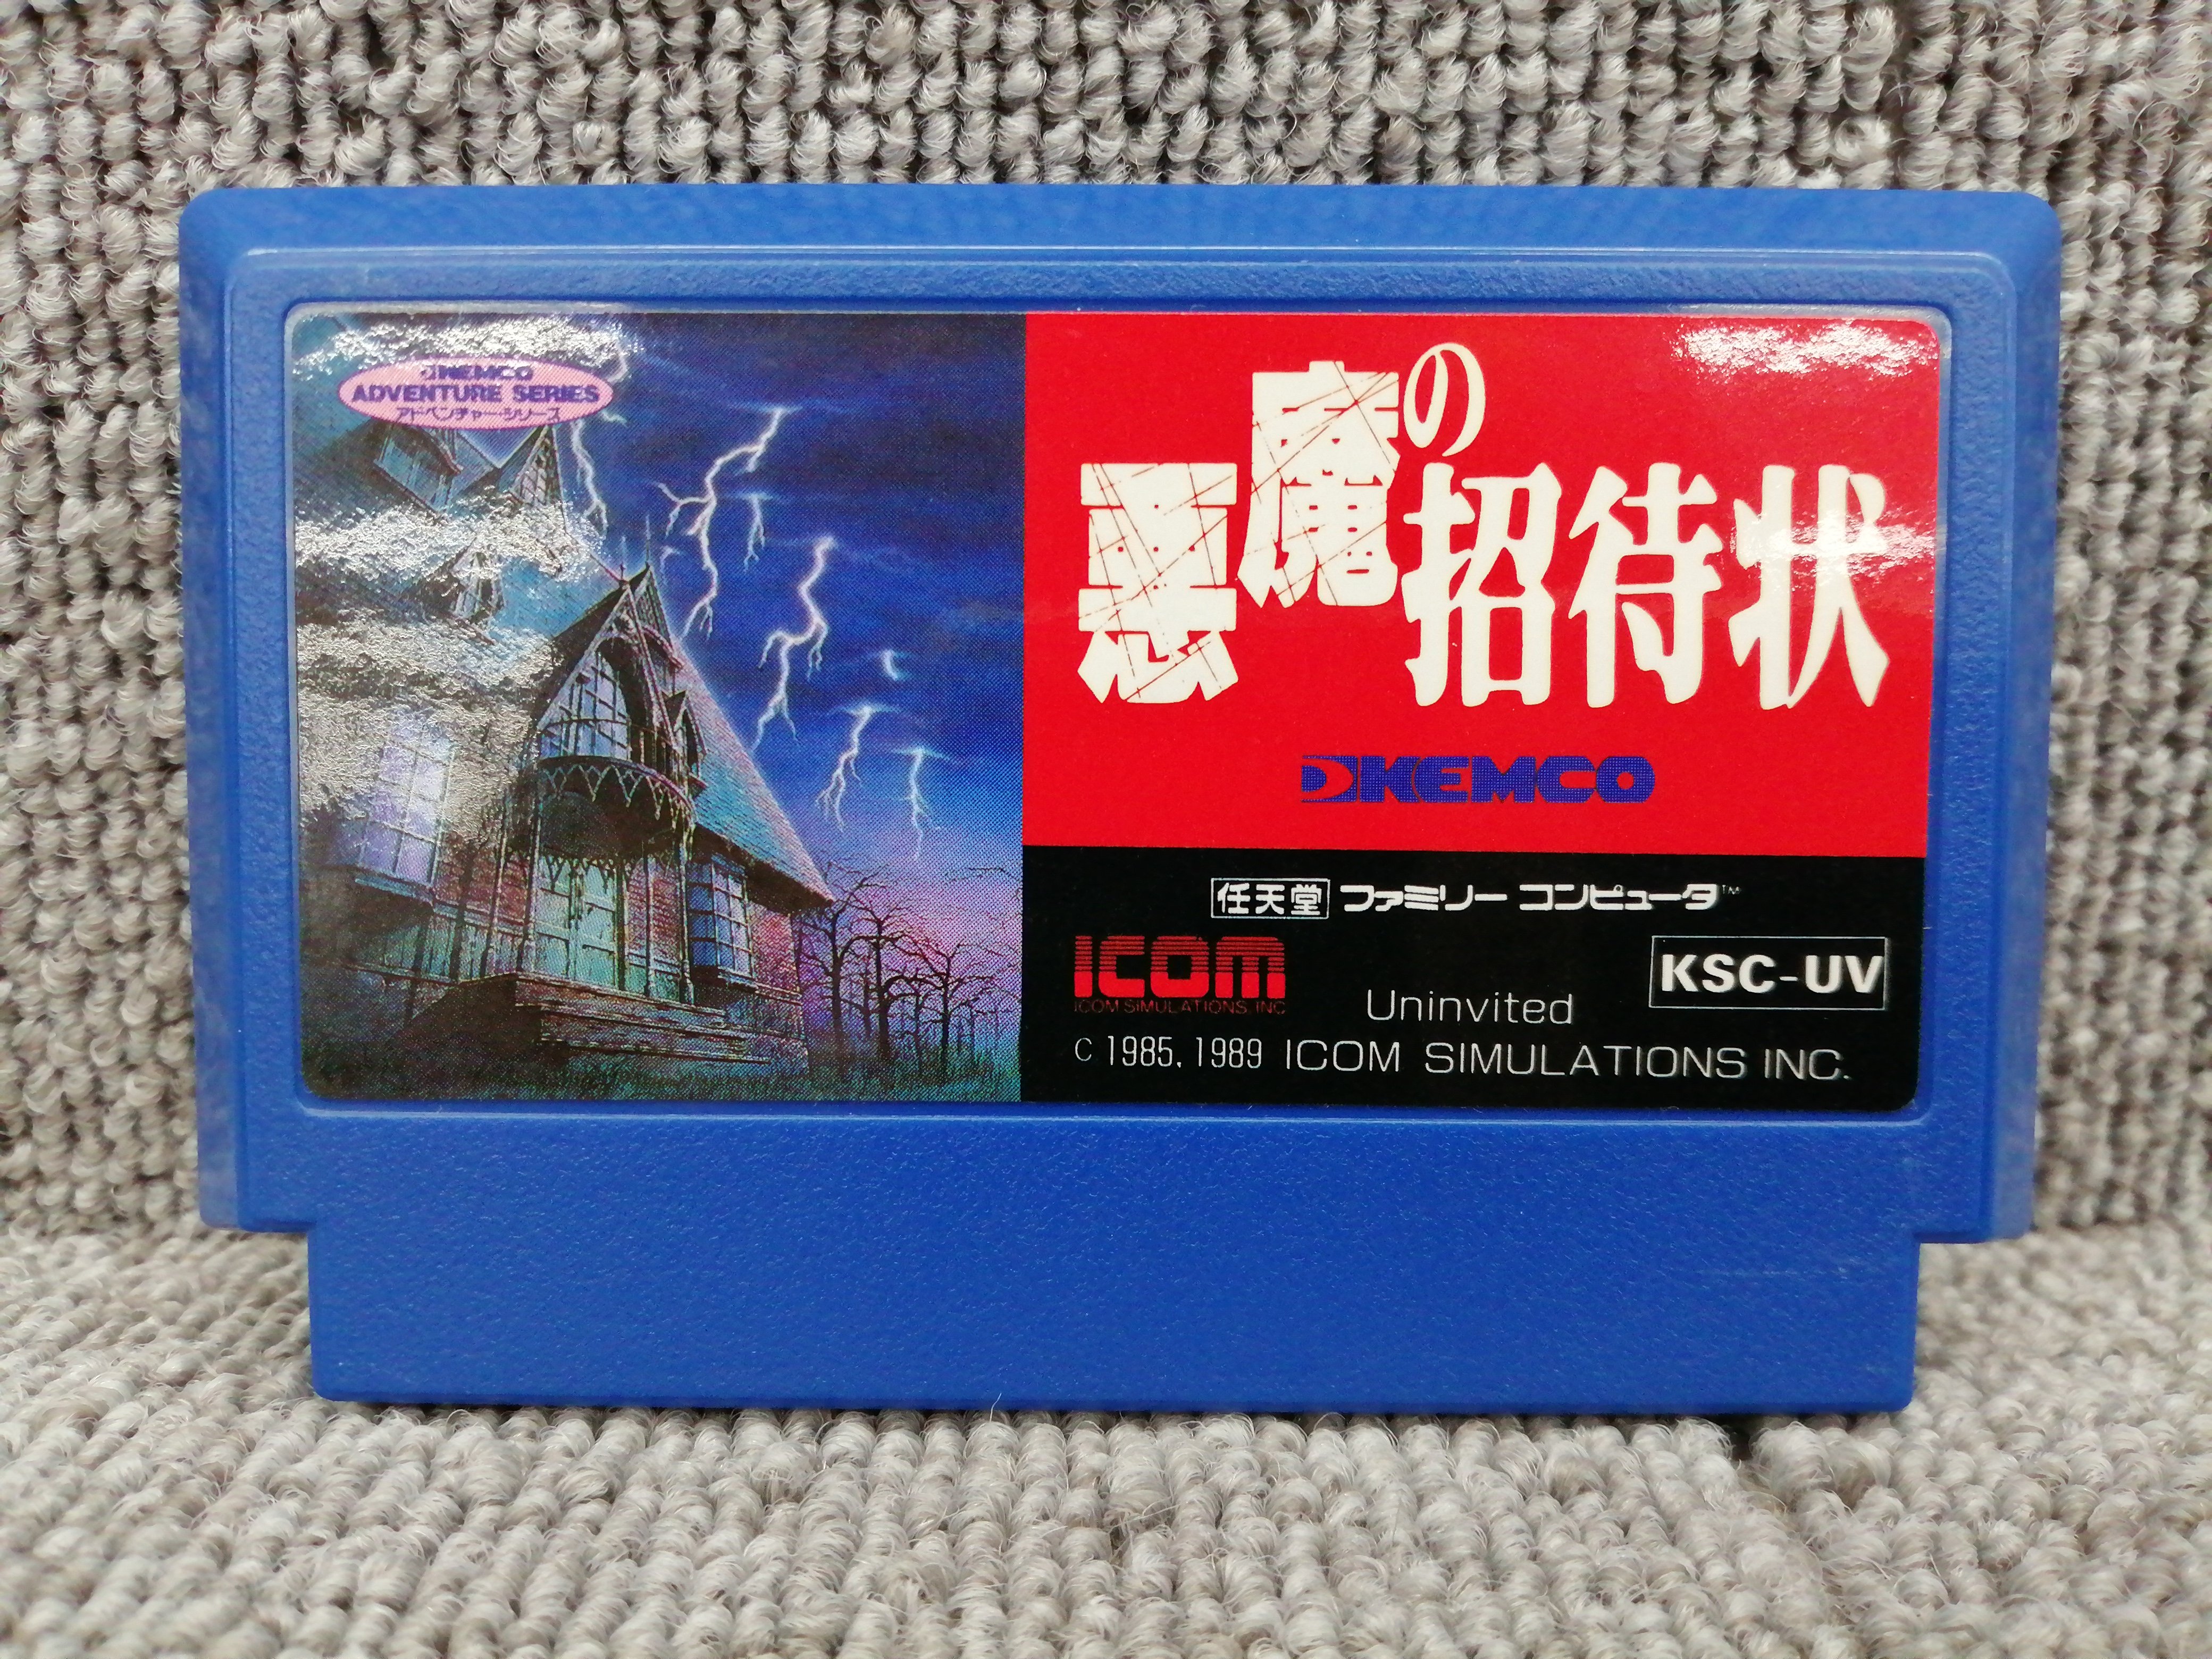 KEMCO
ADVENTURE SERIES
アドベンチャー・シリーズ
悪魔の招待状
KEMCO
任天堂 ファミリー コンピュータ™
ICOM
ICOM SIMULATIONS, INC
Uninvited
KSC-UV
C 1985, 1989 ICOM SIMULATIONS INC.